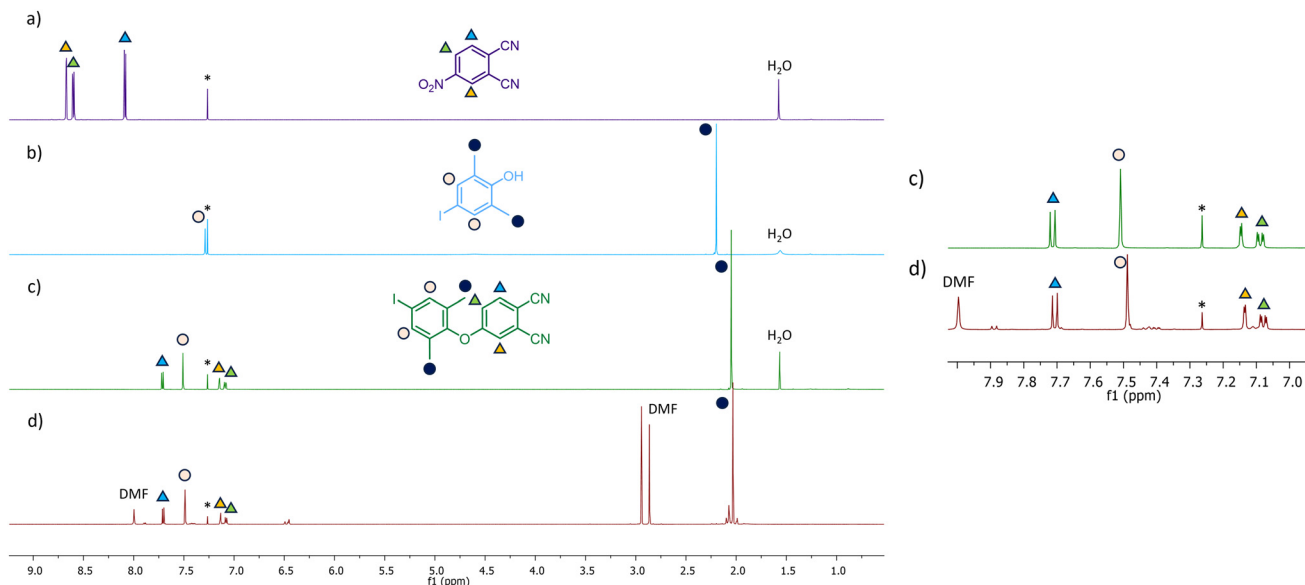 a)
CN
O2N
CN
*
H2O
b)
OH
I
*
H2O
c)
I
CN
O
CN
*
H2O
d)
DMF
DMF
*
9.0 8.5 8.0 7.5 7.0 6.5 6.0 5.5 5.0 4.5 4.0 3.5 3.0 2.5 2.0 1.5 1.0
f1 (ppm)
c)
*
d)
DMF
*
7.9 7.8 7.7 7.6 7.5 7.4 7.3 7.2 7.1 7.0
f1 (ppm)